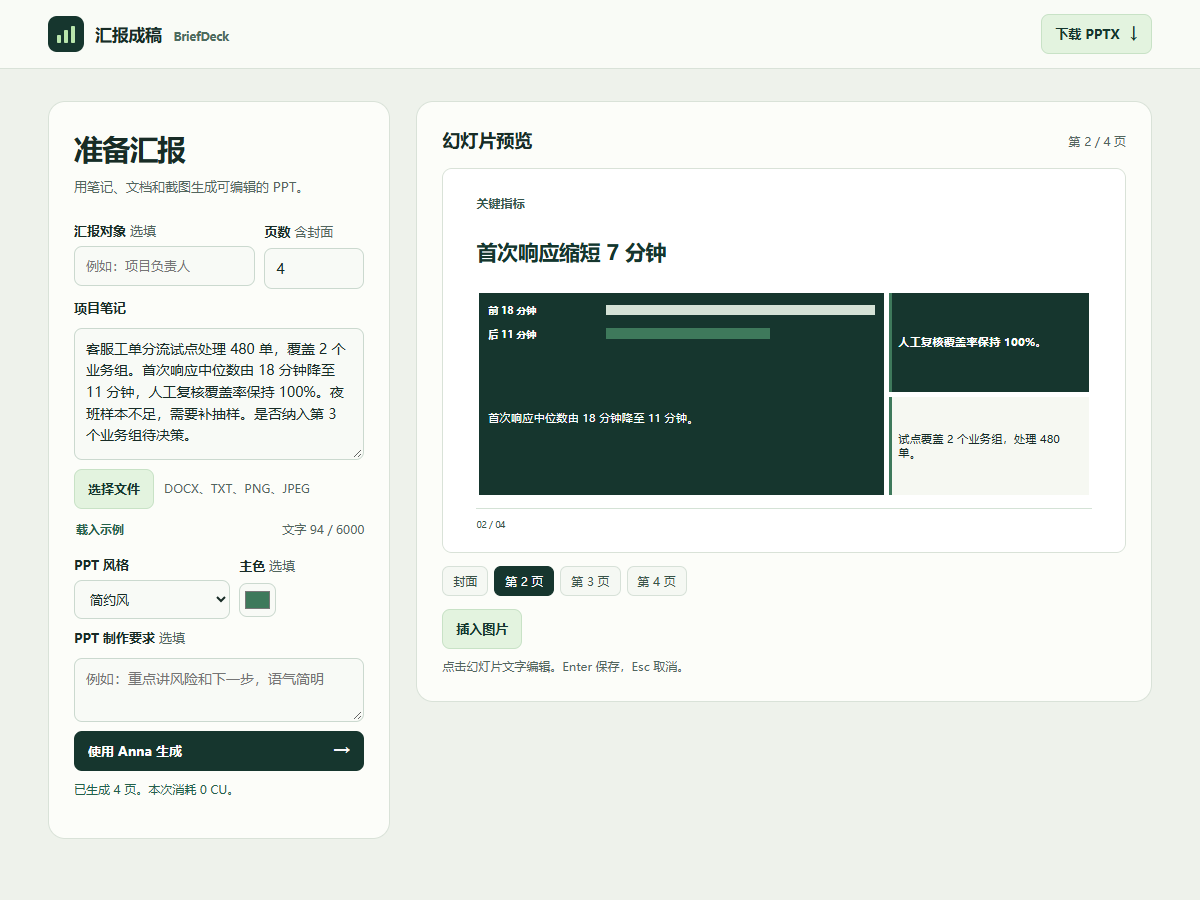 汇报成稿 BriefDeck
下载 PPTX ↓
准备汇报
用笔记、文档和截图生成可编辑的 PPT。
汇报对象 选填
页数 含封面
例如：项目负责人
4
项目笔记
客服工单分流试点处理 480 单，覆盖 2 个
业务组。首次响应中位数由 18 分钟降至
11 分钟，人工复核覆盖率保持 100%。夜
班样本不足，需要补抽样。是否纳入第 3
个业务组待决策。
选择文件
DOCX、TXT、PNG、JPEG
载入示例
文字 94 / 6000
PPT 风格
主色 选填
简约风
PPT 制作要求 选填
例如：重点讲风险和下一步，语气简明
使用 Anna 生成 →
已生成 4 页。本次消耗 0 CU。
幻灯片预览
第 2 / 4 页
关键指标
首次响应缩短 7 分钟
前 18 分钟
后 11 分钟
首次响应中位数由 18 分钟降至 11 分钟。
人工复核覆盖率保持 100%。
试点覆盖 2 个业务组，处理 480
单。
02 / 04
封面
第 2 页
第 3 页
第 4 页
插入图片
点击幻灯片文字编辑。Enter 保存，Esc 取消。